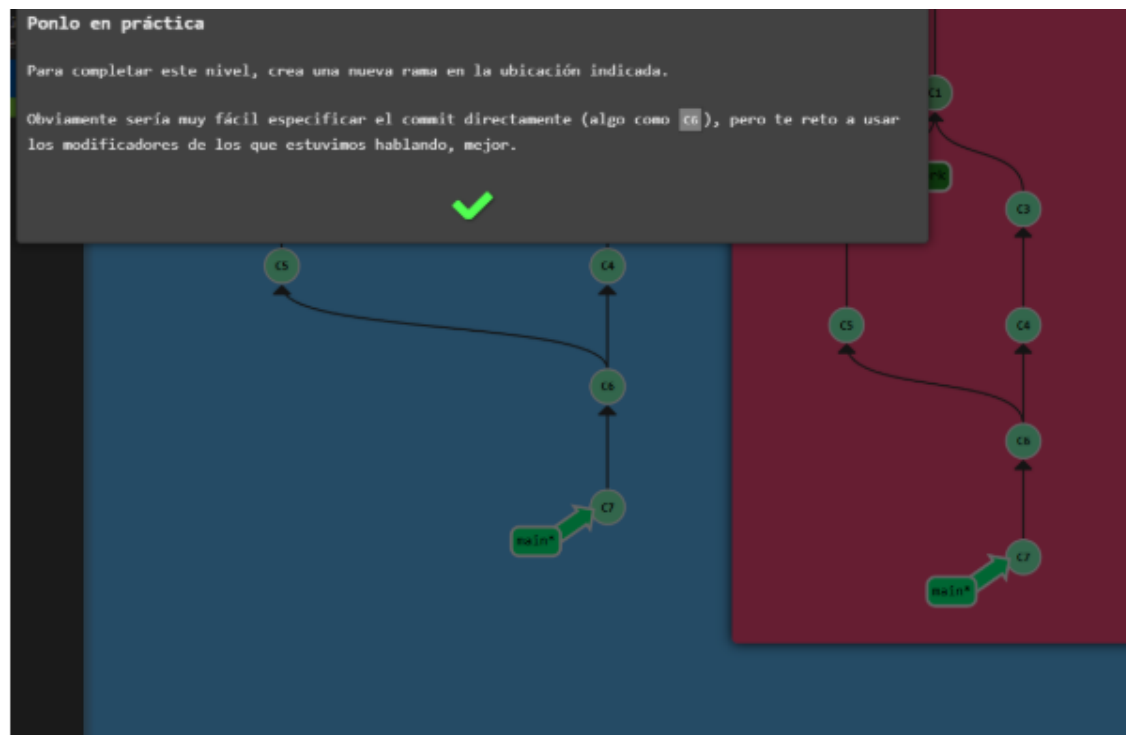 Ponlo en práctica
Para completar este nivel, crea una nueva rama en la ubicación indicada.
Obviamente sería muy fácil especificar el commit directamente (algo como C6), pero te reto a usar
los modificadores de los que estuvimos hablando, mejor.
C1
rk
C3
C5
C4
C5
C4
C6
C6
C7
main*
C7
main*